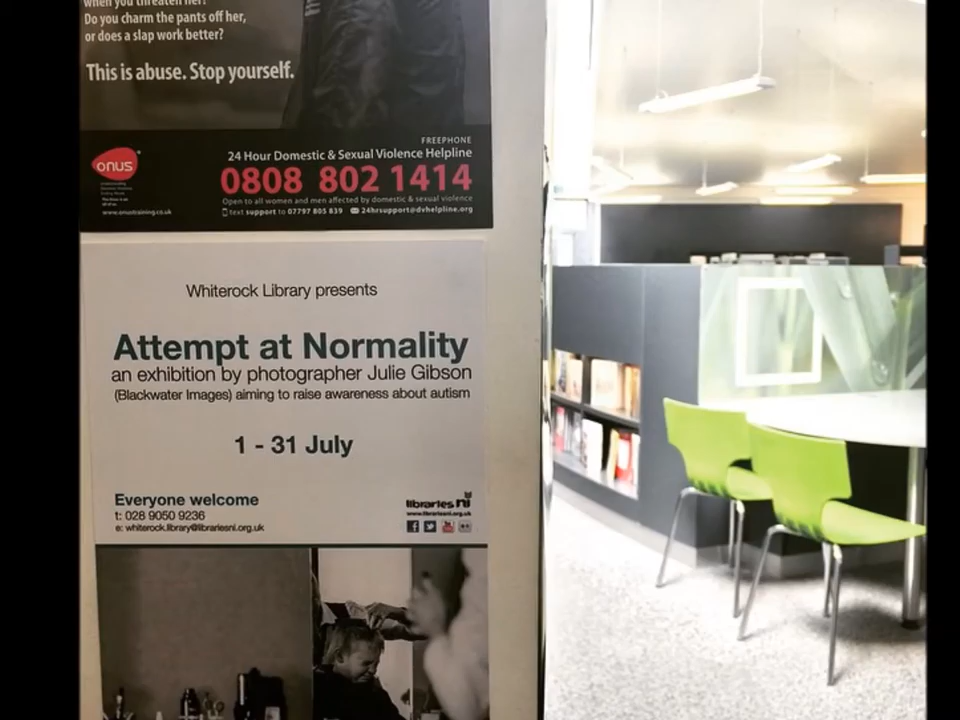 when you threaten her?
Do you charm the pants off her,
or does a slap work better?
This is abuse. Stop yourself.
FREEPHONE
24 Hour Domestic & Sexual Violence Helpline
0808 802 1414
Open to all women and men affected by domestic & sexual violence
text support to 07797 805 839 24hrsupport@dvhelpline.org
onus
www.onustraining.co.uk
Whiterock Library presents
Attempt at Normality
an exhibition by photographer Julie Gibson
(Blackwater Images) aiming to raise awareness about autism
1 - 31 July
Everyone welcome
t: 028 9050 9236
e: whiterock.library@librariesni.org.uk
libraries ni
www.librariesni.org.uk